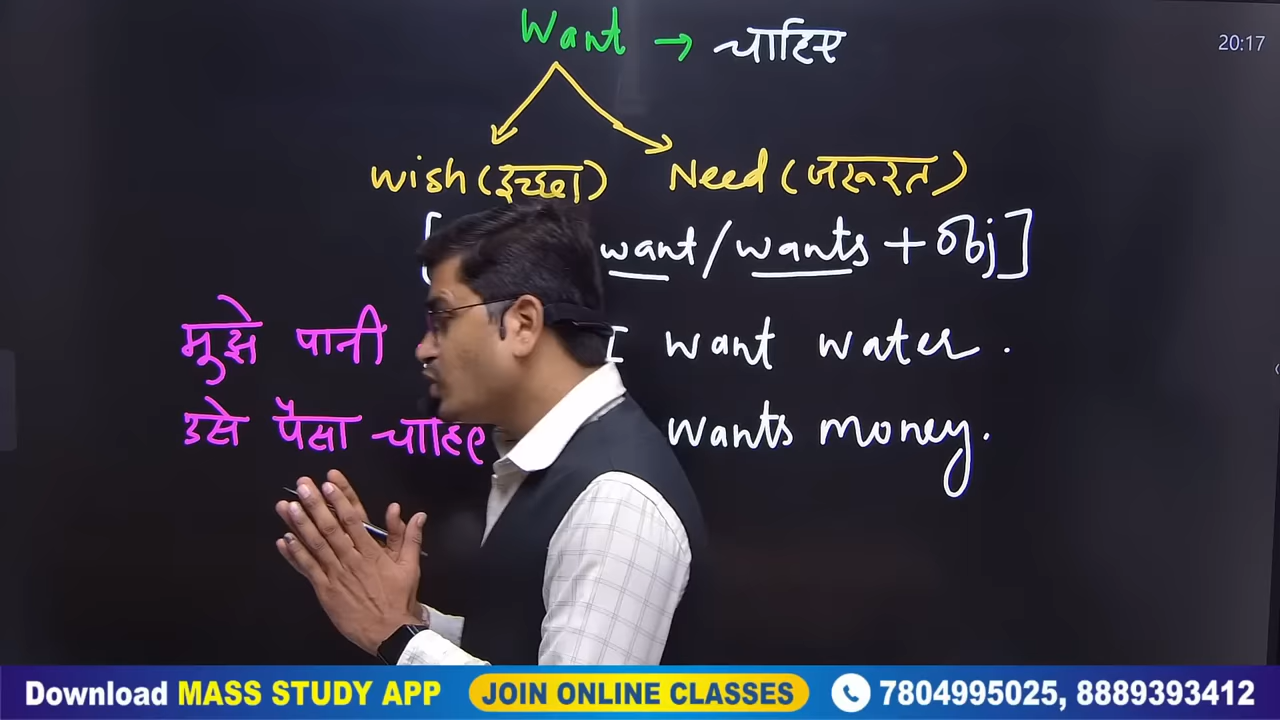 Want → चाहिए
20:17
Wish (इच्छा) Need (जरूरत)
[ want/wants + obj]
मुझे पानी I want water.
उसे पैसा चाहिए wants money.
Download MASS STUDY APP JOIN ONLINE CLASSES 7804995025, 8889393412